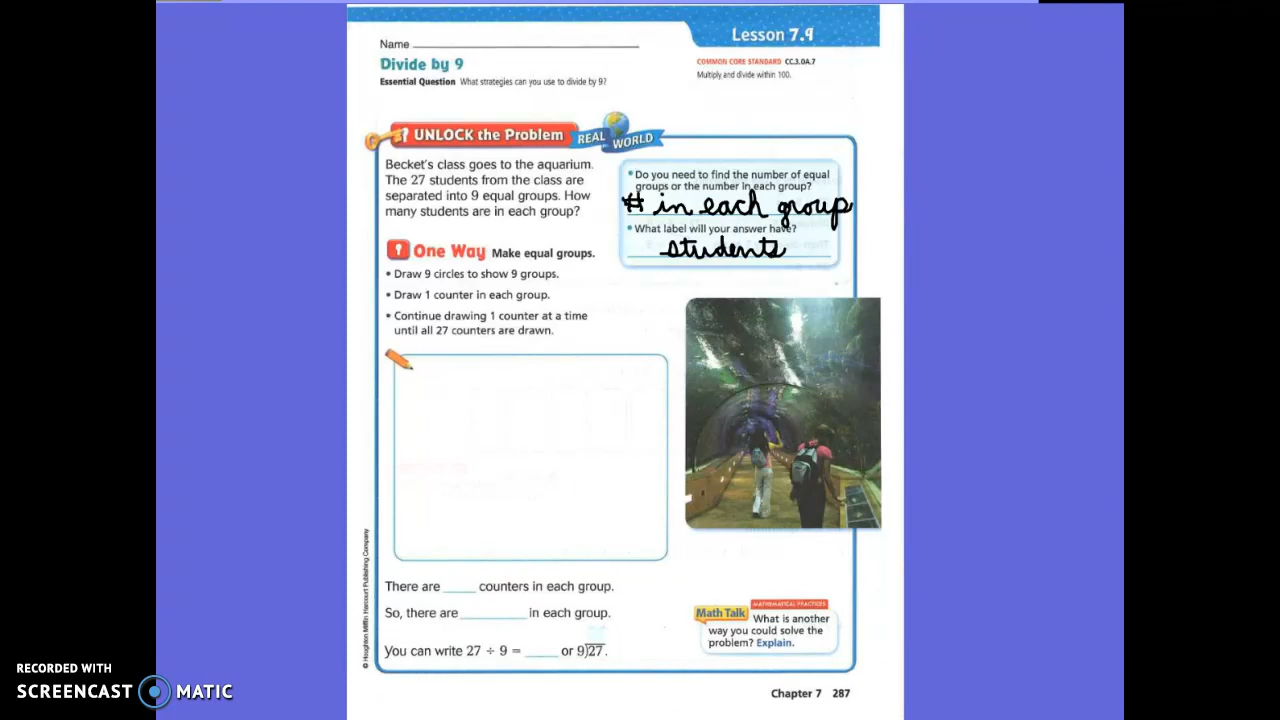 Lesson 7.9
Name
Divide by 9
COMMON CORE STANDARD CC.3.OA.7
Essential Question What strategies can you use to divide by 9?
Multiply and divide within 100.
UNLOCK the Problem
REAL WORLD
Becket's class goes to the aquarium.
The 27 students from the class are
separated into 9 equal groups. How
many students are in each group?
• Do you need to find the number of equal
groups or the number in each group?
# in each group
• What label will your answer have?
students
One Way Make equal groups.
• Draw 9 circles to show 9 groups.
• Draw 1 counter in each group.
• Continue drawing 1 counter at a time
until all 27 counters are drawn.
There are ____ counters in each group.
So, there are ________ in each group.
You can write 27 ÷ 9 = ____ or 9)27.
Math Talk
MATHEMATICAL PRACTICES
What is another
way you could solve the
problem? Explain.
© Houghton Mifflin Harcourt Publishing Company
Chapter 7 287
RECORDED WITH
SCREENCAST MATIC